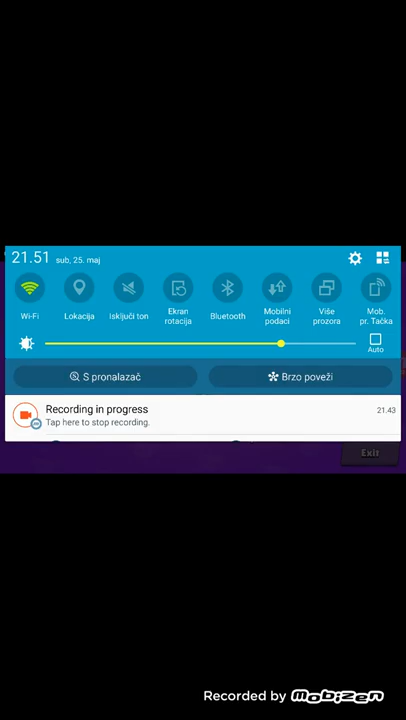 21.51 sub, 25. maj
Wi-Fi
Lokacija
Isključi ton
Ekran
rotacija
Bluetooth
Mobilni
podaci
Više
prozora
Mob.
pr. Tačka
Auto
S pronalazač
Brzo poveži
Recording in progress 21.43
Tap here to stop recording.
Exit
Recorded by Mobizen